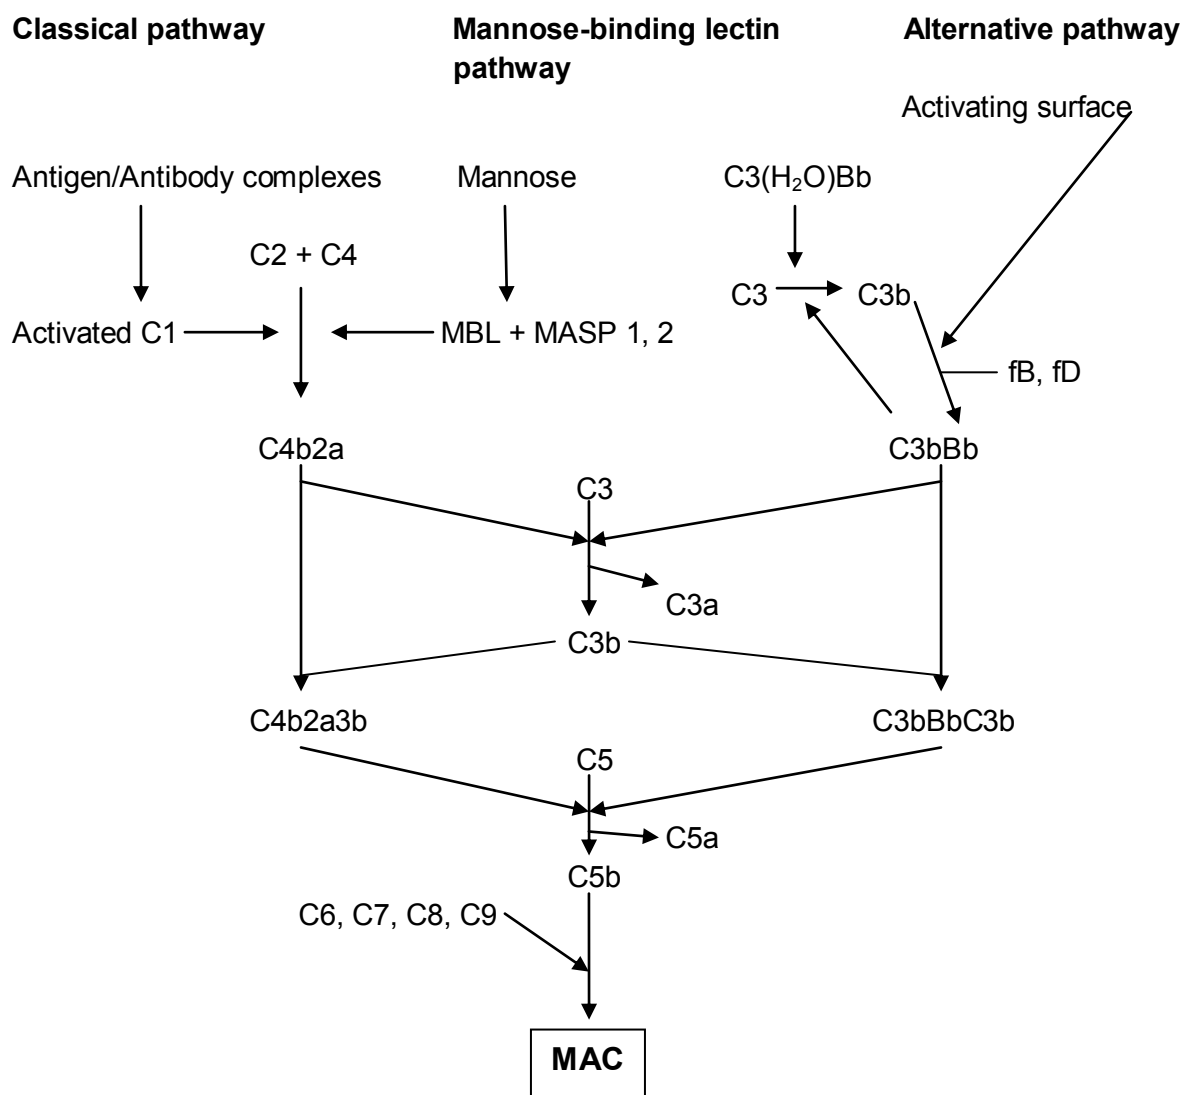 Classical pathway
Mannose-binding lectin
pathway
Alternative pathway
Activating surface
Antigen/Antibody complexes
Mannose
C3(H₂O)Bb
C2 + C4
C3
C3b
Activated C1
MBL + MASP 1, 2
fB, fD
C4b2a
C3bBb
C3
C3a
C3b
C4b2a3b
C3bBbC3b
C5
C5a
C5b
C6, C7, C8, C9
MAC